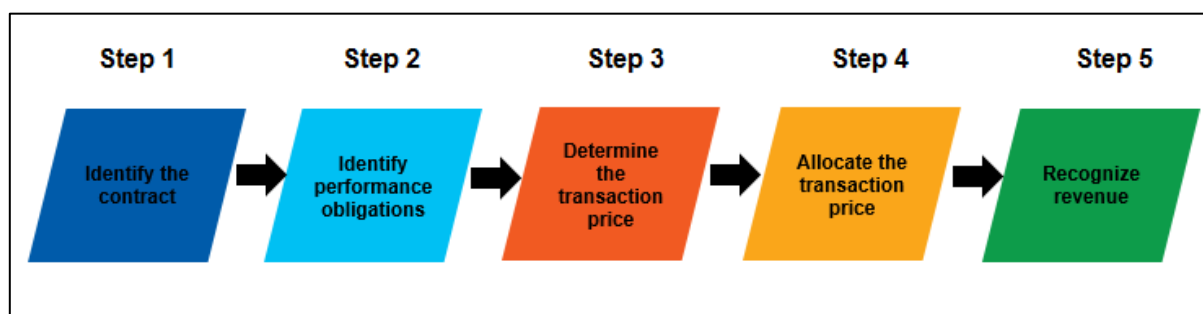 Step 1
Step 2
Step 3
Step 4
Step 5
Identify the
contract
Identify
performance
obligations
Determine
the
transaction
price
Allocate the
transaction
price
Recognize
revenue